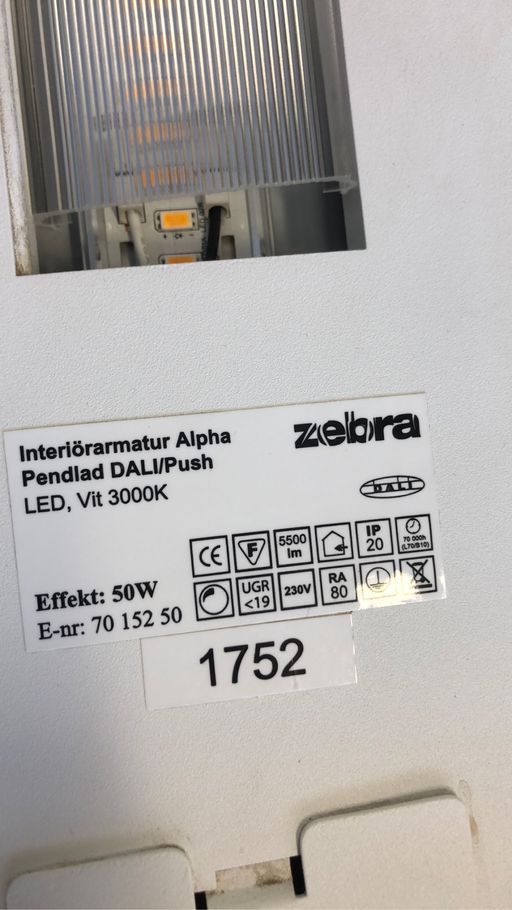 Interiörarmatur Alpha
Pendlad DALI/Push
LED, Vit 3000K
zebra
DALI
CE
F
5500
lm
IP
20
70 000h
(L70/B10)
Effekt: 50W
E-nr: 70 152 50
UGR
<19
230V
RA
80
1752